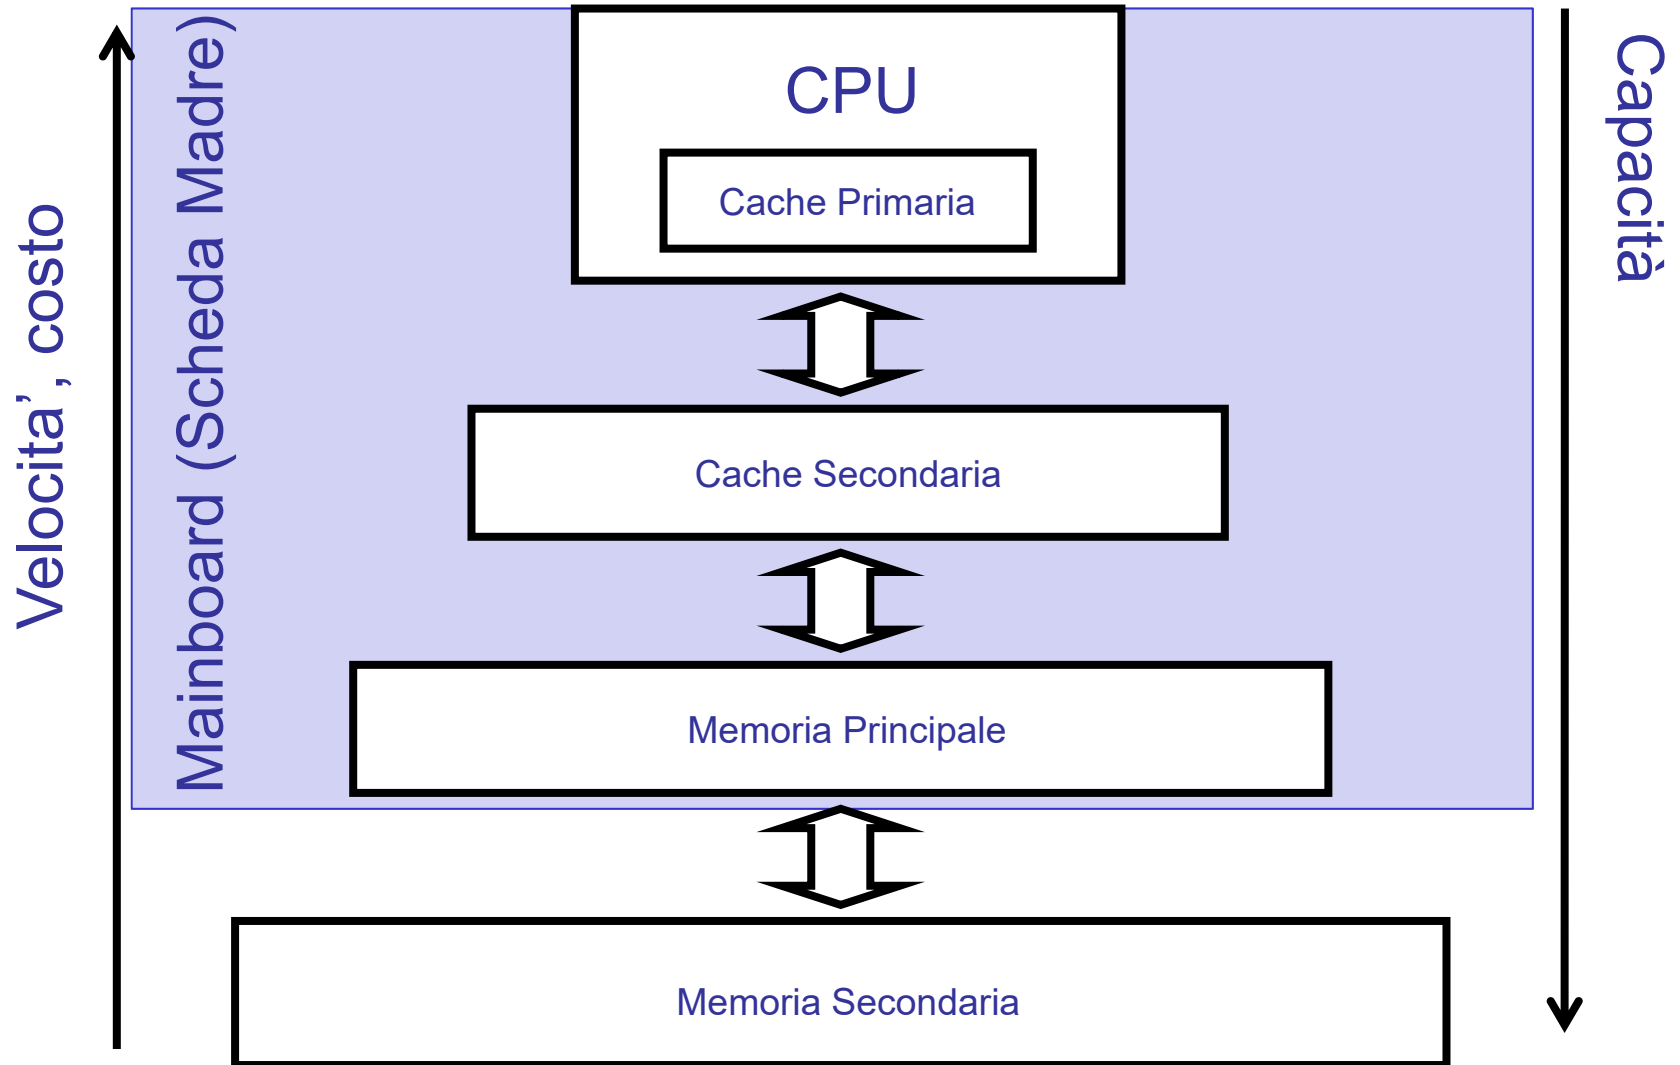 Velocita’, costo
Mainboard (Scheda Madre)
CPU
Cache Primaria
Cache Secondaria
Memoria Principale
Memoria Secondaria
Capacità